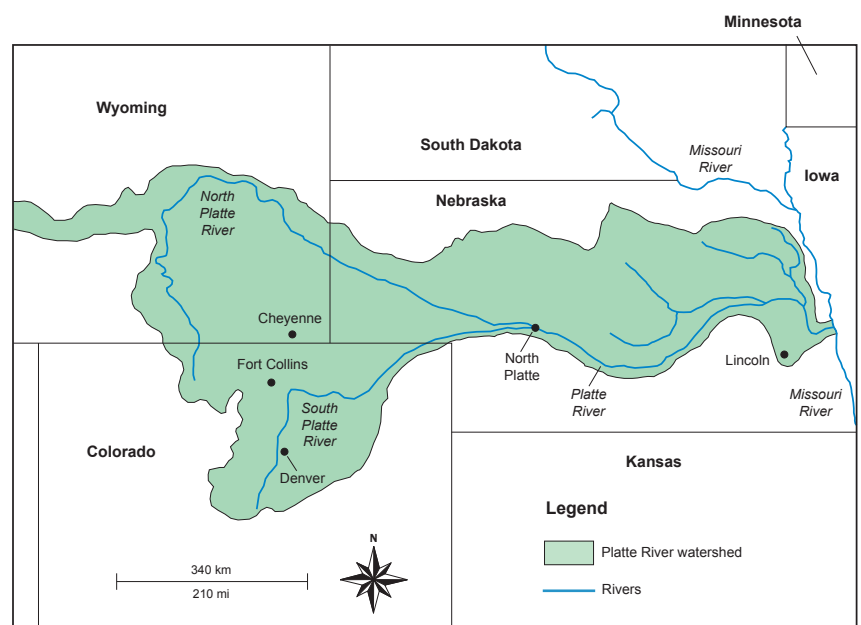 Minnesota
Wyoming
South Dakota
Missouri
River
Iowa
Nebraska
North
Platte
River
Cheyenne
Fort Collins
North
Platte
Lincoln
Platte
River
Missouri
River
South
Platte
River
Colorado
Denver
Kansas
Legend
Platte River watershed
Rivers
340 km
210 mi
N